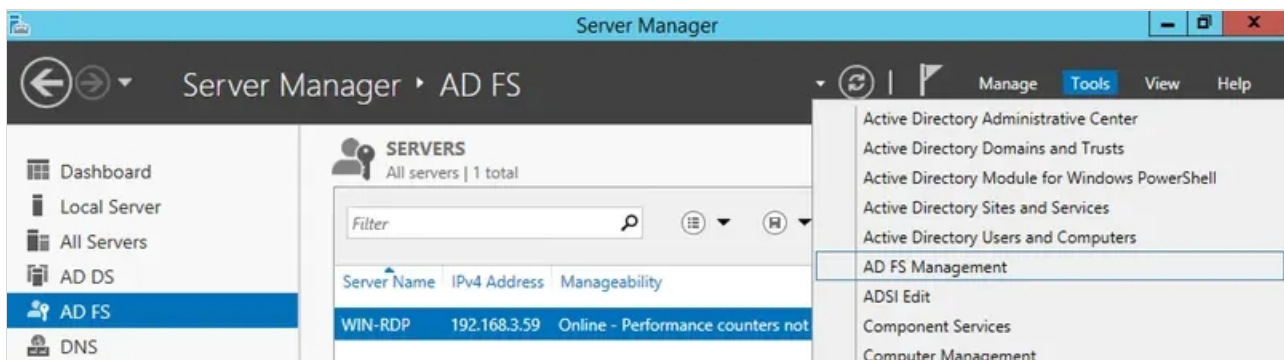 Server Manager
Server Manager ‣ AD FS
Manage Tools View Help
Dashboard
Local Server
All Servers
AD DS
AD FS
DNS
SERVERS
All servers | 1 total
Filter
Server Name IPv4 Address Manageability
WIN-RDP 192.168.3.59 Online - Performance counters not
Active Directory Administrative Center
Active Directory Domains and Trusts
Active Directory Module for Windows PowerShell
Active Directory Sites and Services
Active Directory Users and Computers
AD FS Management
ADSI Edit
Component Services
Computer Management